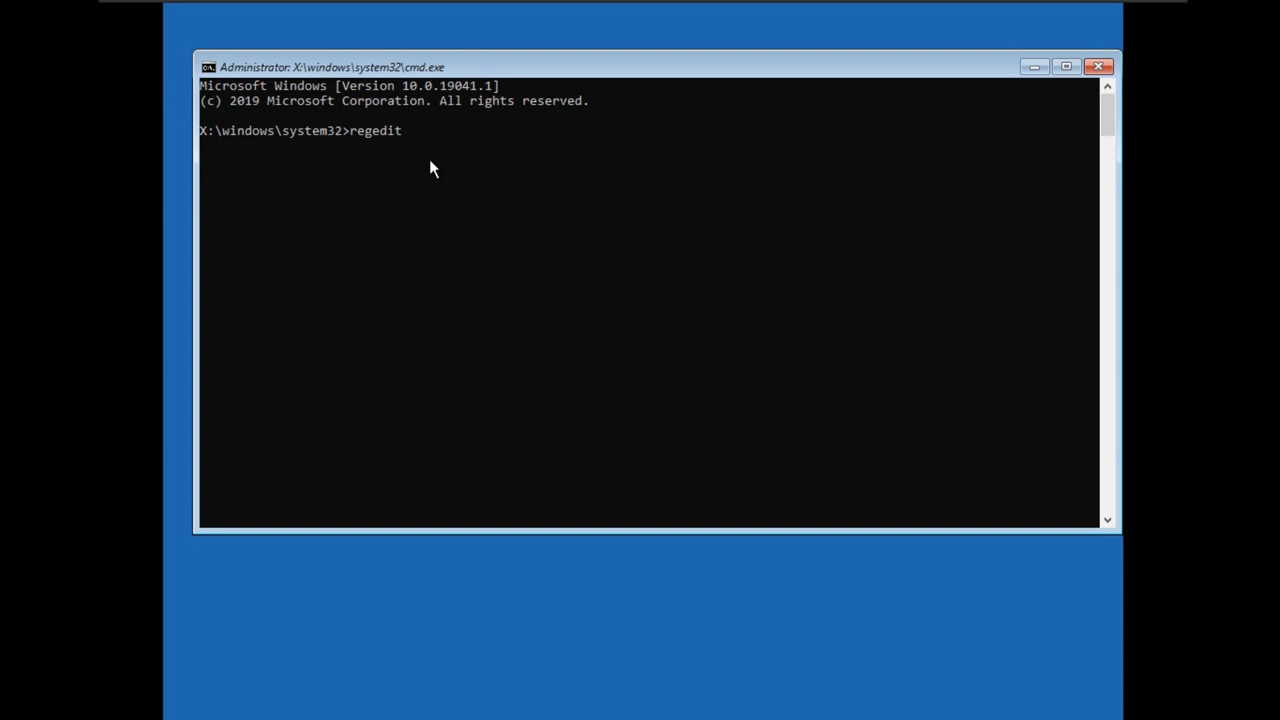 Administrator: X:\windows\system32\cmd.exe
Microsoft Windows [Version 10.0.19041.1]
(c) 2019 Microsoft Corporation. All rights reserved.
X:\windows\system32>regedit